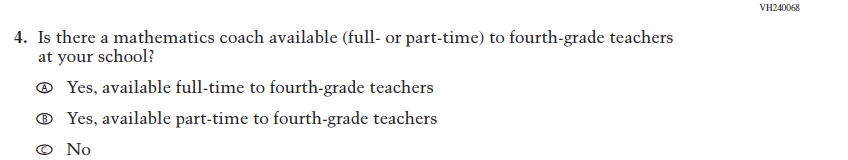 VH240068
4. Is there a mathematics coach available (full- or part-time) to fourth-grade teachers
at your school?
Ⓐ Yes, available full-time to fourth-grade teachers
Ⓑ Yes, available part-time to fourth-grade teachers
Ⓒ No